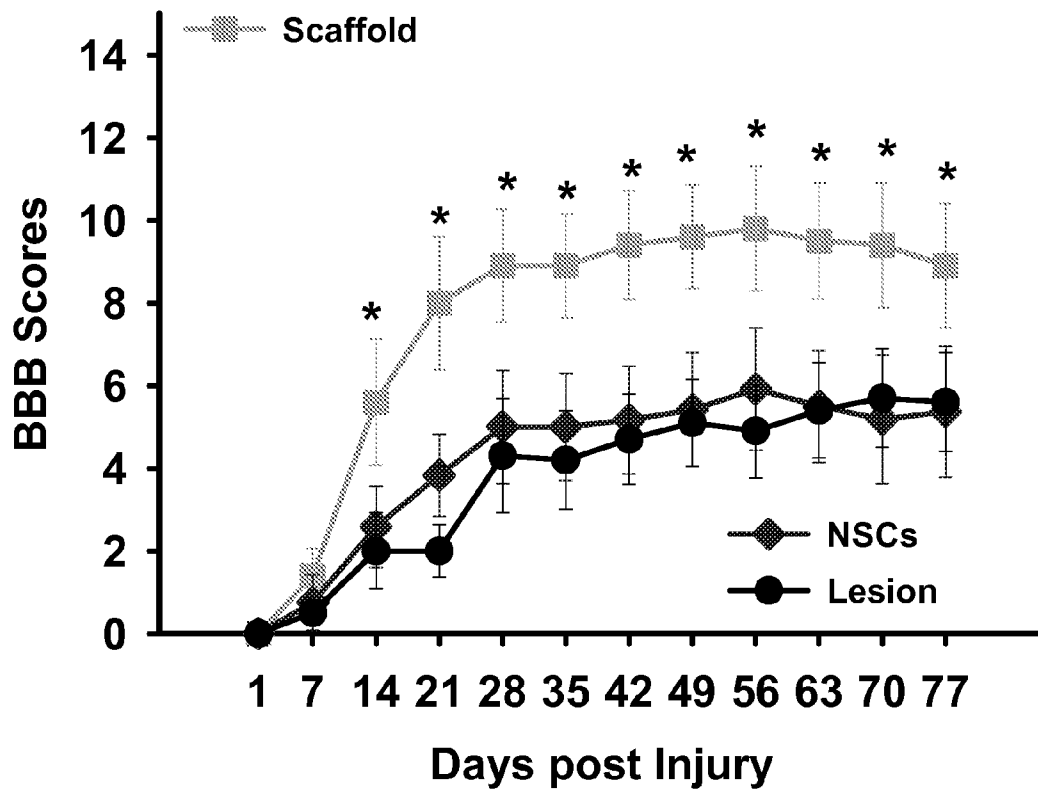 Scaffold
14
12
10
8
6
4
2
0
BBB Scores
* * * * * * * * * *
NSCs
Lesion
1 7 14 21 28 35 42 49 56 63 70 77
Days post Injury